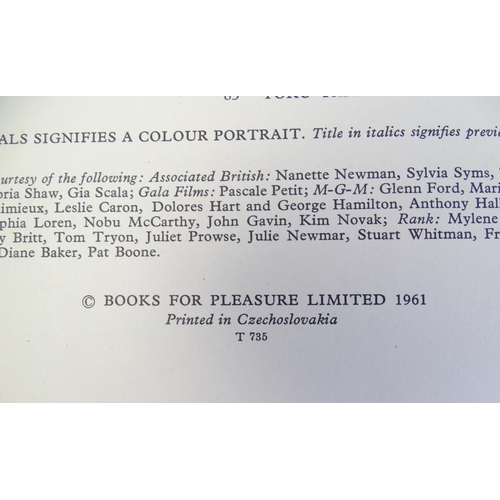 ALS SIGNIFIES A COLOUR PORTRAIT. Title in italics signifies previ
ourtesy of the following: Associated British: Nanette Newman, Sylvia Syms,
oria Shaw, Gia Scala; Gala Films: Pascale Petit; M-G-M: Glenn Ford, Mari
imieux, Leslie Caron, Dolores Hart and George Hamilton, Anthony Hall
phia Loren, Nobu McCarthy, John Gavin, Kim Novak; Rank: Mylene
y Britt, Tom Tryon, Juliet Prowse, Julie Newmar, Stuart Whitman, Fr
Diane Baker, Pat Boone.
© BOOKS FOR PLEASURE LIMITED 1961
Printed in Czechoslovakia
T 735